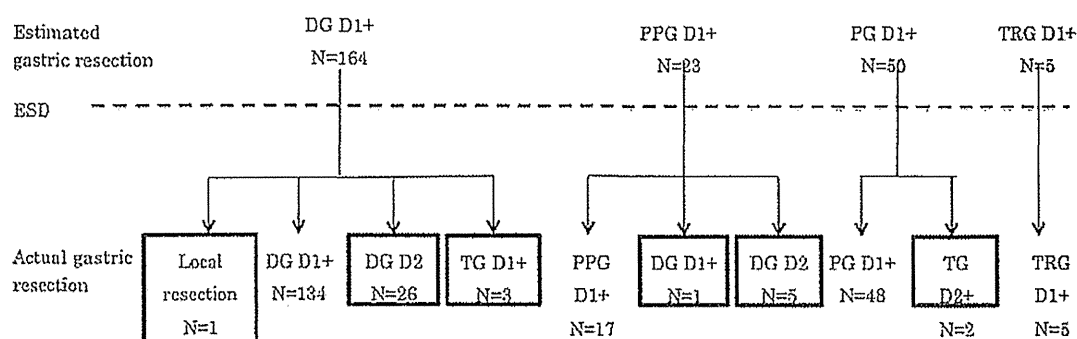 Estimated
gastric resection
DG D1+
N=164
PPG D1+
N=23
PG D1+
N=50
TRG D1+
N=5
ESD
Actual gastric
resection
Local
resection
N=1
DG D1+
N=134
DG D2
N=26
TG D1+
N=3
PPG
D1+
N=17
DG D1+
N=1
DG D2
N=5
PG D1+
N=48
TG
D2+
N=2
TRG
D1+
N=5